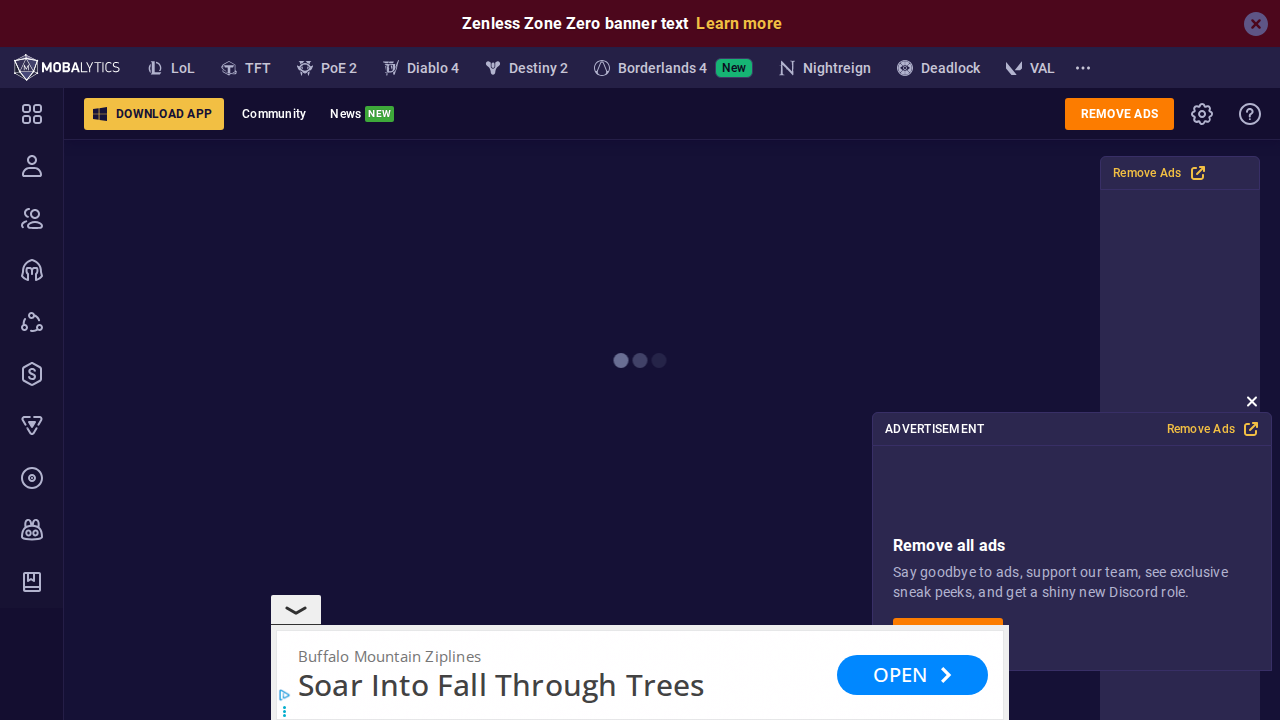 Zenless Zone Zero banner text Learn more
MOBALYTICS LoL TFT PoE 2 Diablo 4 Destiny 2 Borderlands 4 New Nightreign Deadlock VAL
DOWNLOAD APP Community News NEW REMOVE ADS
Remove Ads
ADVERTISEMENT Remove Ads
Remove all ads
Say goodbye to ads, support our team, see exclusive
sneak peeks, and get a shiny new Discord role.
Buffalo Mountain Ziplines
Soar Into Fall Through Trees
OPEN